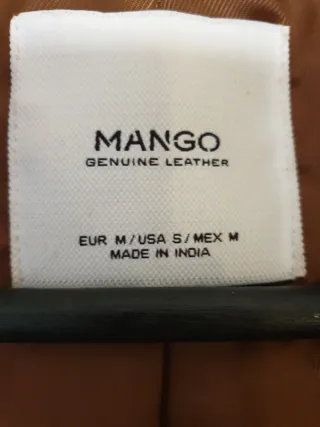 MANGO
GENUINE LEATHER
EUR M/USA S/MEX M
MADE IN INDIA